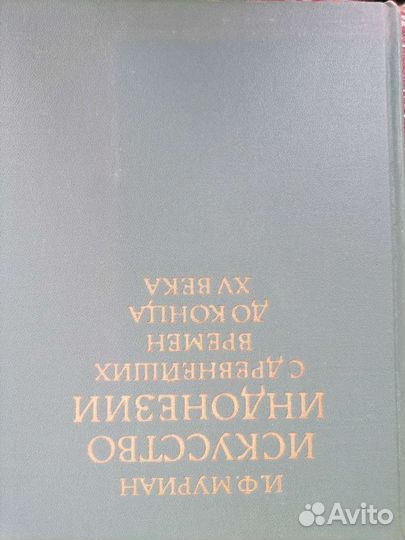 И.Ф.МУРИАН
ИСКУССТВО
ИНДОНЕЗИИ
С ДРЕВНЕЙШИХ
ВРЕМЕН
ДО КОНЦА
XV ВЕКА
Avito